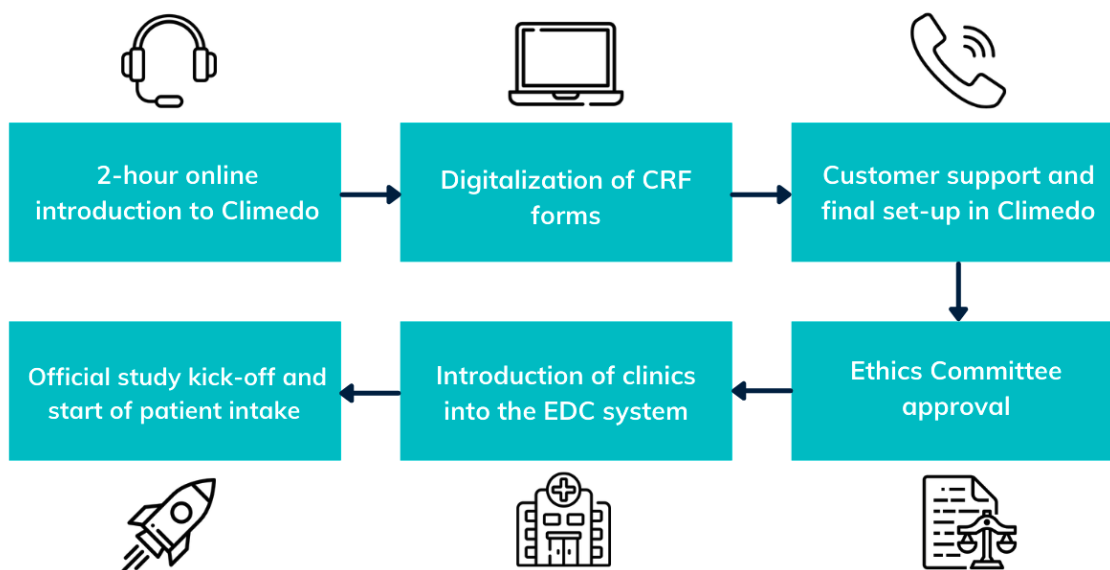 2-hour online
introduction to Climedo
Digitalization of CRF
forms
Customer support and
final set-up in Climedo
Ethics Committee
approval
Introduction of clinics
into the EDC system
Official study kick-off and
start of patient intake